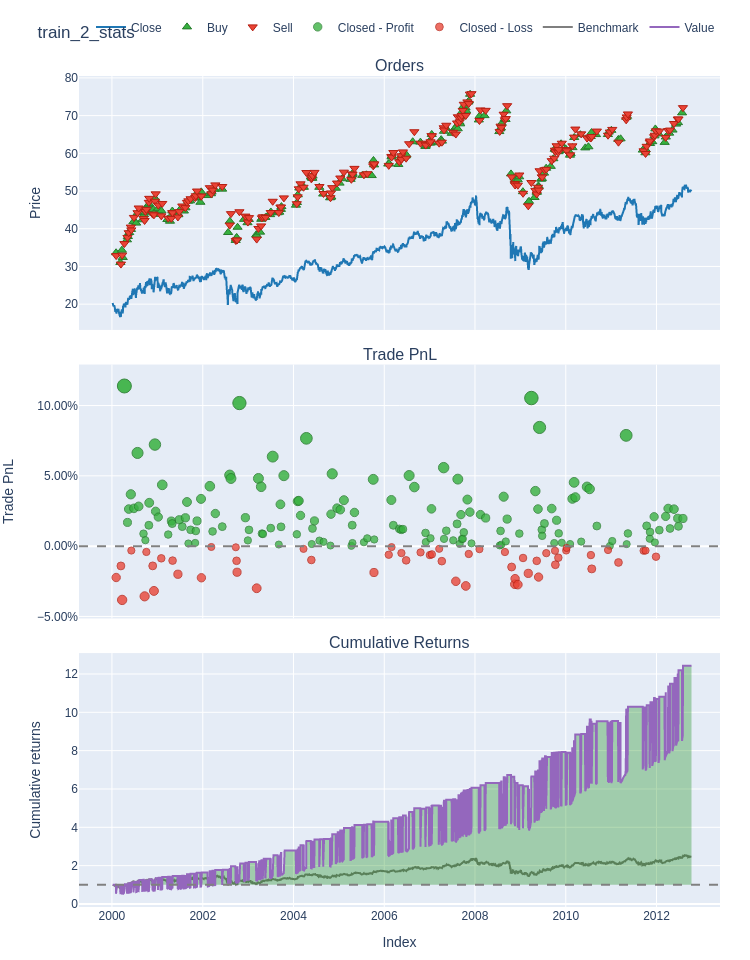 train_2_stats
Close Buy Sell Closed - Profit Closed - Loss Benchmark Value
Orders
Price
80
70
60
50
40
30
20
Trade PnL
Trade PnL
10.00%
5.00%
0.00%
−5.00%
Cumulative Returns
Cumulative returns
12
10
8
6
4
2
0
2000 2002 2004 2006 2008 2010 2012
Index